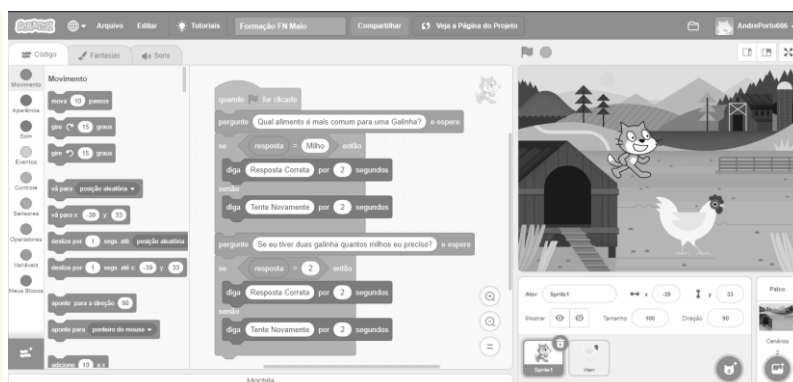 SCRATCH Arquivo Editar Tutoriais Formação FN Maio Compartilhar Veja a Página do Projeto AndrePorto666
Código Fantasias Sons
Movimento
Aparência
Som
Eventos
Controle
Sensores
Operadores
Variáveis
Meus Blocos
Movimento
mova 10 passos
gire 15 graus
gire 15 graus
vá para posição aleatória
vá para x: -39 y: 33
deslize por 1 segs. até posição aleatória
deslize por 1 segs. até x: -39 y: 33
aponte para a direção 90
aponte para ponteiro do mouse
adicione 10 a x
quando for clicado
pergunte Qual alimento é mais comum para uma Galinha? e espere
se resposta = Milho então
diga Resposta Correta por 2 segundos
senão
diga Tente Novamente por 2 segundos
pergunte Se eu tiver duas galinha quantos milhos eu preciso? e espere
se resposta = 2 então
diga Resposta Correta por 2 segundos
senão
diga Tente Novamente por 2 segundos
Mochila
Ator Sprite1 x -39 y 33
Mostrar Tamanho 100 Direção 90
Sprite1 Hen
Palco
Cenários
2